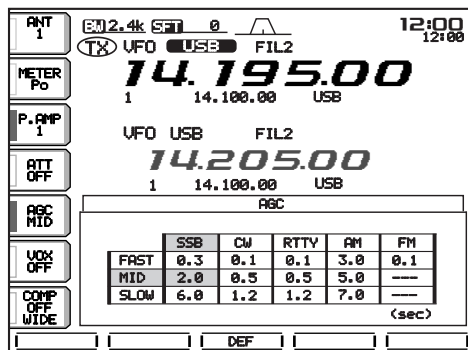 ANT
1
BW 2.4k SFT 0
12:00
12:00
TX VFO USB FIL2
METER
Po
14.195.00
1 14.100.00 USB
P.AMP
1
VFO USB FIL2
ATT
OFF
14.205.00
1 14.100.00 USB
AGC
MID
AGC
SSB CW RTTY AM FM
FAST 0.3 0.1 0.1 3.0 0.1
MID 2.0 0.5 0.5 5.0 ---
SLOW 6.0 1.2 1.2 7.0 ---
(sec)
VOX
OFF
COMP
OFF
WIDE
DEF